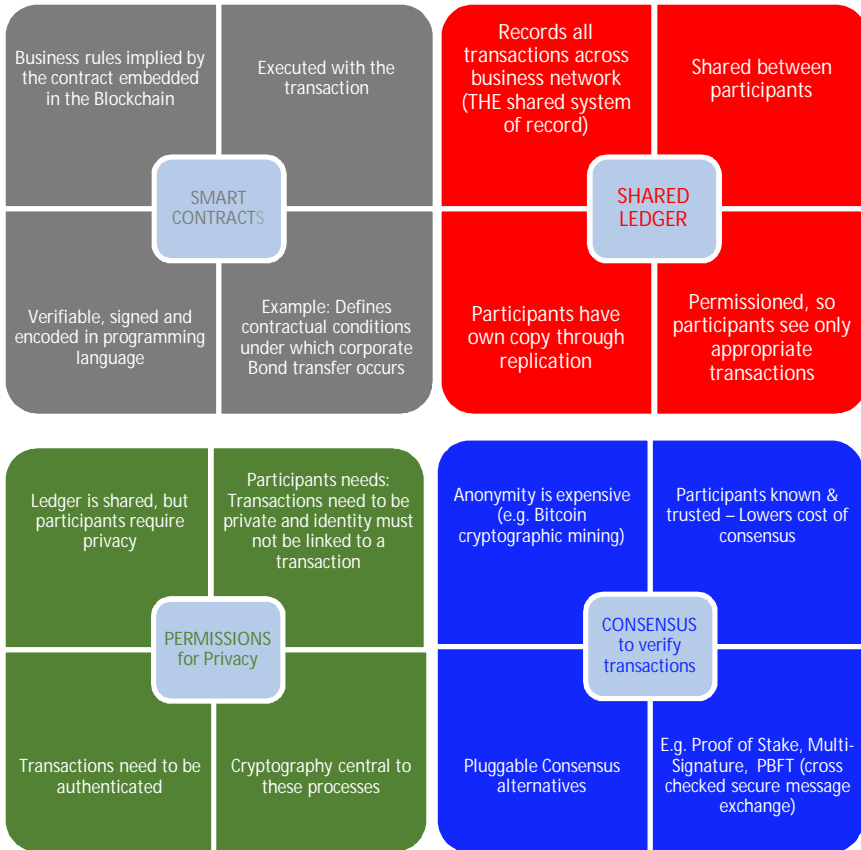 Business rules implied by
the contract embedded
in the Blockchain
Executed with the
transaction
SMART
CONTRACTS
Verifiable, signed and
encoded in programming
language
Example: Defines
contractual conditions
under which corporate
Bond transfer occurs
Records all
transactions across
business network
(THE shared system
of record)
Shared between
participants
SHARED
LEDGER
Participants have
own copy through
replication
Permissioned, so
participants see only
appropriate
transactions
Ledger is shared, but
participants require
privacy
Participants needs:
Transactions need to be
private and identity must
not be linked to a
transaction
PERMISSIONS
for Privacy
Transactions need to be
authenticated
Cryptography central to
these processes
Anonymity is expensive
(e.g. Bitcoin
cryptographic mining)
Participants known &
trusted – Lowers cost of
consensus
CONSENSUS
to verify
transactions
Pluggable Consensus
alternatives
E.g. Proof of Stake, Multi-
Signature, PBFT (cross
checked secure message
exchange)